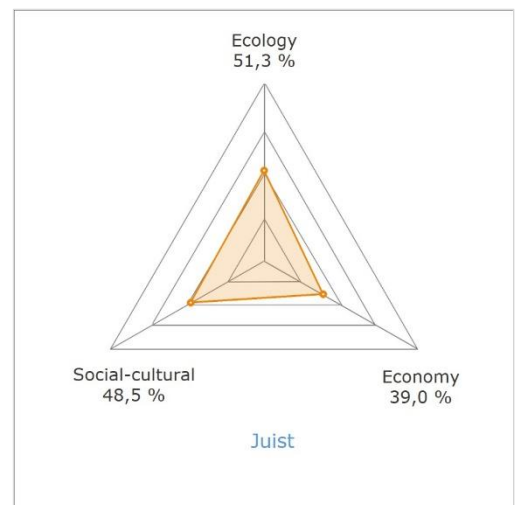 Ecology
51,3 %
Social-cultural
48,5 %
Economy
39,0 %
Juist